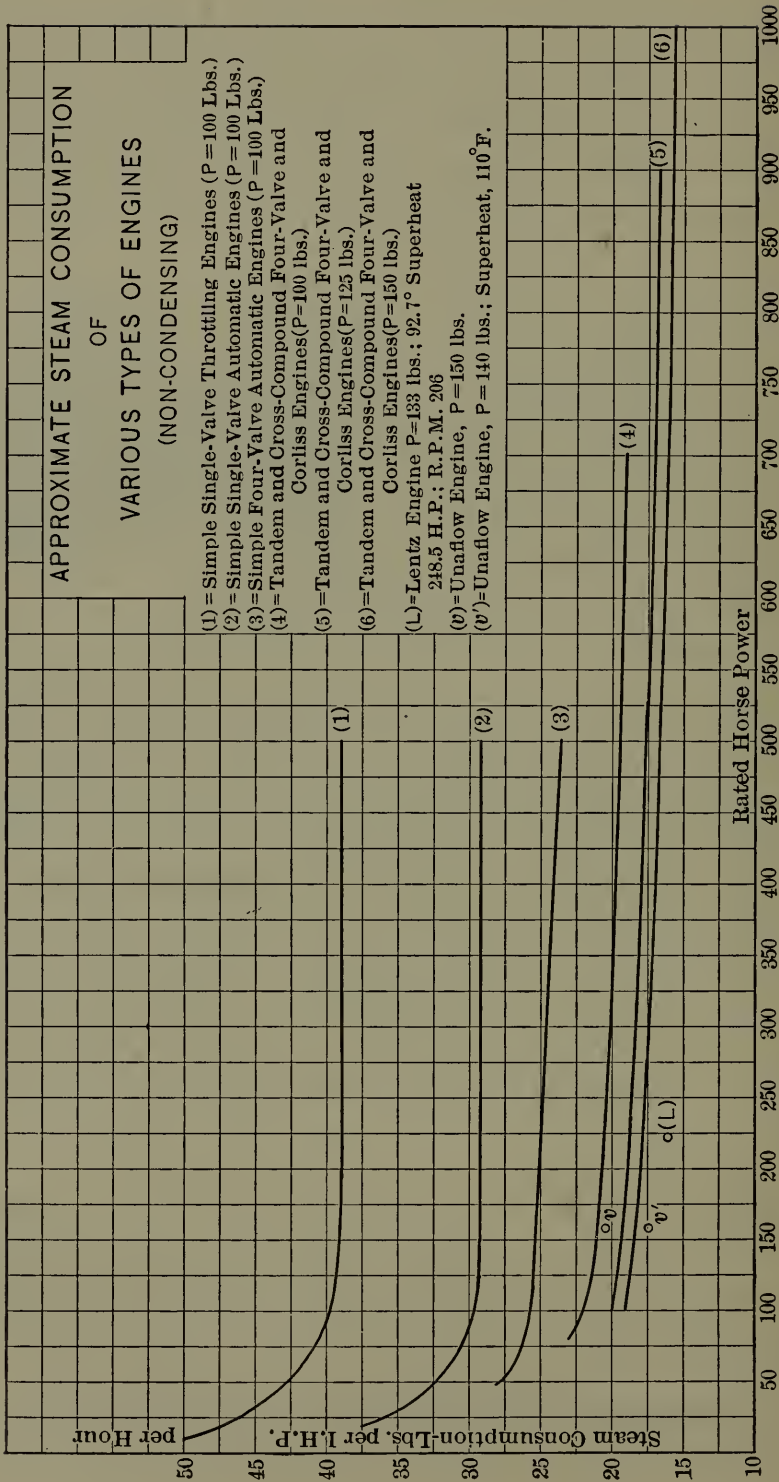 APPROXIMATE STEAM CONSUMPTION
OF
VARIOUS TYPES OF ENGINES
(NON-CONDENSING)
(1)=Simple Single-Valve Throttling Engines (P=100 Lbs.)
(2)=Simple Single-Valve Automatic Engines (P=100 Lbs.)
(3)=Simple Four-Valve Automatic Engines (P=100 Lbs.)
(4)=Tandem and Cross-Compound Four-Valve and
Corliss Engines(P=100 lbs.)
(5)=Tandem and Cross-Compound Four-Valve and
Corliss Engines(P=125 lbs.)
(6)=Tandem and Cross-Compound Four-Valve and
Corliss Engines(P=150 lbs.)
(L)=Lentz Engine P=133 lbs.; 92.7° Superheat
248.5 H.P.; R.P.M. 206
(v)=Unaflow Engine, P=150 lbs.
(v')=Unaflow Engine, P=140 lbs.; Superheat, 110°F.
(1)
(2)
(3)
(4)
(5)
(6)
v
v'
(L)
Steam Consumption-Lbs. per I.H.P. per Hour
50
45
40
35
30
25
20
15
10
50
100
150
200
250
300
350
400
450
500
550
600
650
700
750
800
850
900
950
1000
Rated Horse Power